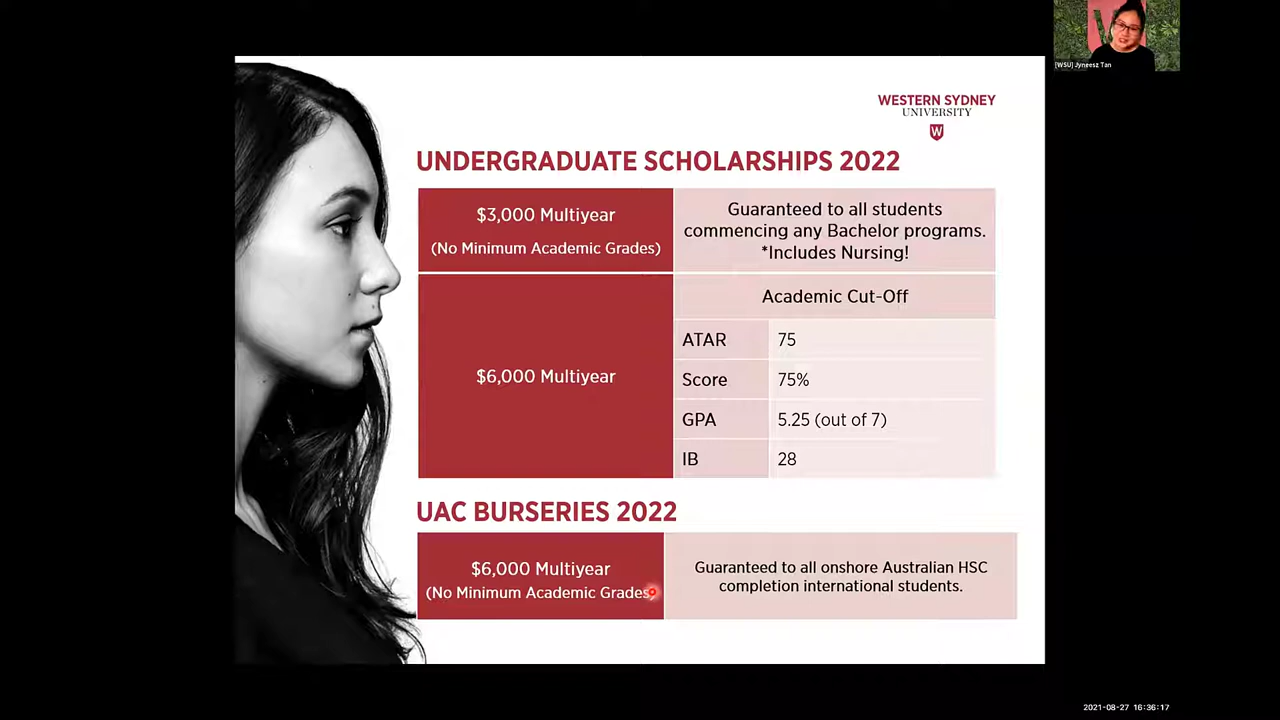 [WSU] Jyneesz Tan
WESTERN SYDNEY
UNIVERSITY
W
UNDERGRADUATE SCHOLARSHIPS 2022
$3,000 Multiyear
(No Minimum Academic Grades)
Guaranteed to all students
commencing any Bachelor programs.
*Includes Nursing!
$6,000 Multiyear
Academic Cut-Off
ATAR 75
Score 75%
GPA 5.25 (out of 7)
IB 28
UAC BURSERIES 2022
$6,000 Multiyear
(No Minimum Academic Grades)
Guaranteed to all onshore Australian HSC
completion international students.
2021-08-27 16:36:17